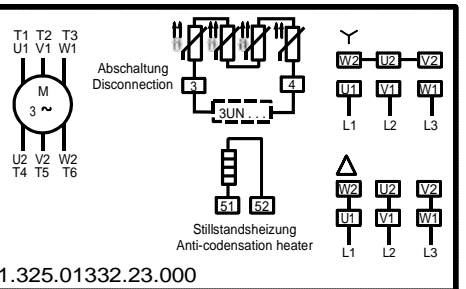 T1 T2 T3
U1 V1 W1
M
3 ~
U2 V2 W2
T4 T5 T6
Abschaltung
Disconnection
3 4
3UN . . .
51 52
Stillstandsheizung
Anti-codensation heater
W2 U2 V2
U1 V1 W1
L1 L2 L3
W2 U2 V2
U1 V1 W1
L1 L2 L3
1.325.01332.23.000